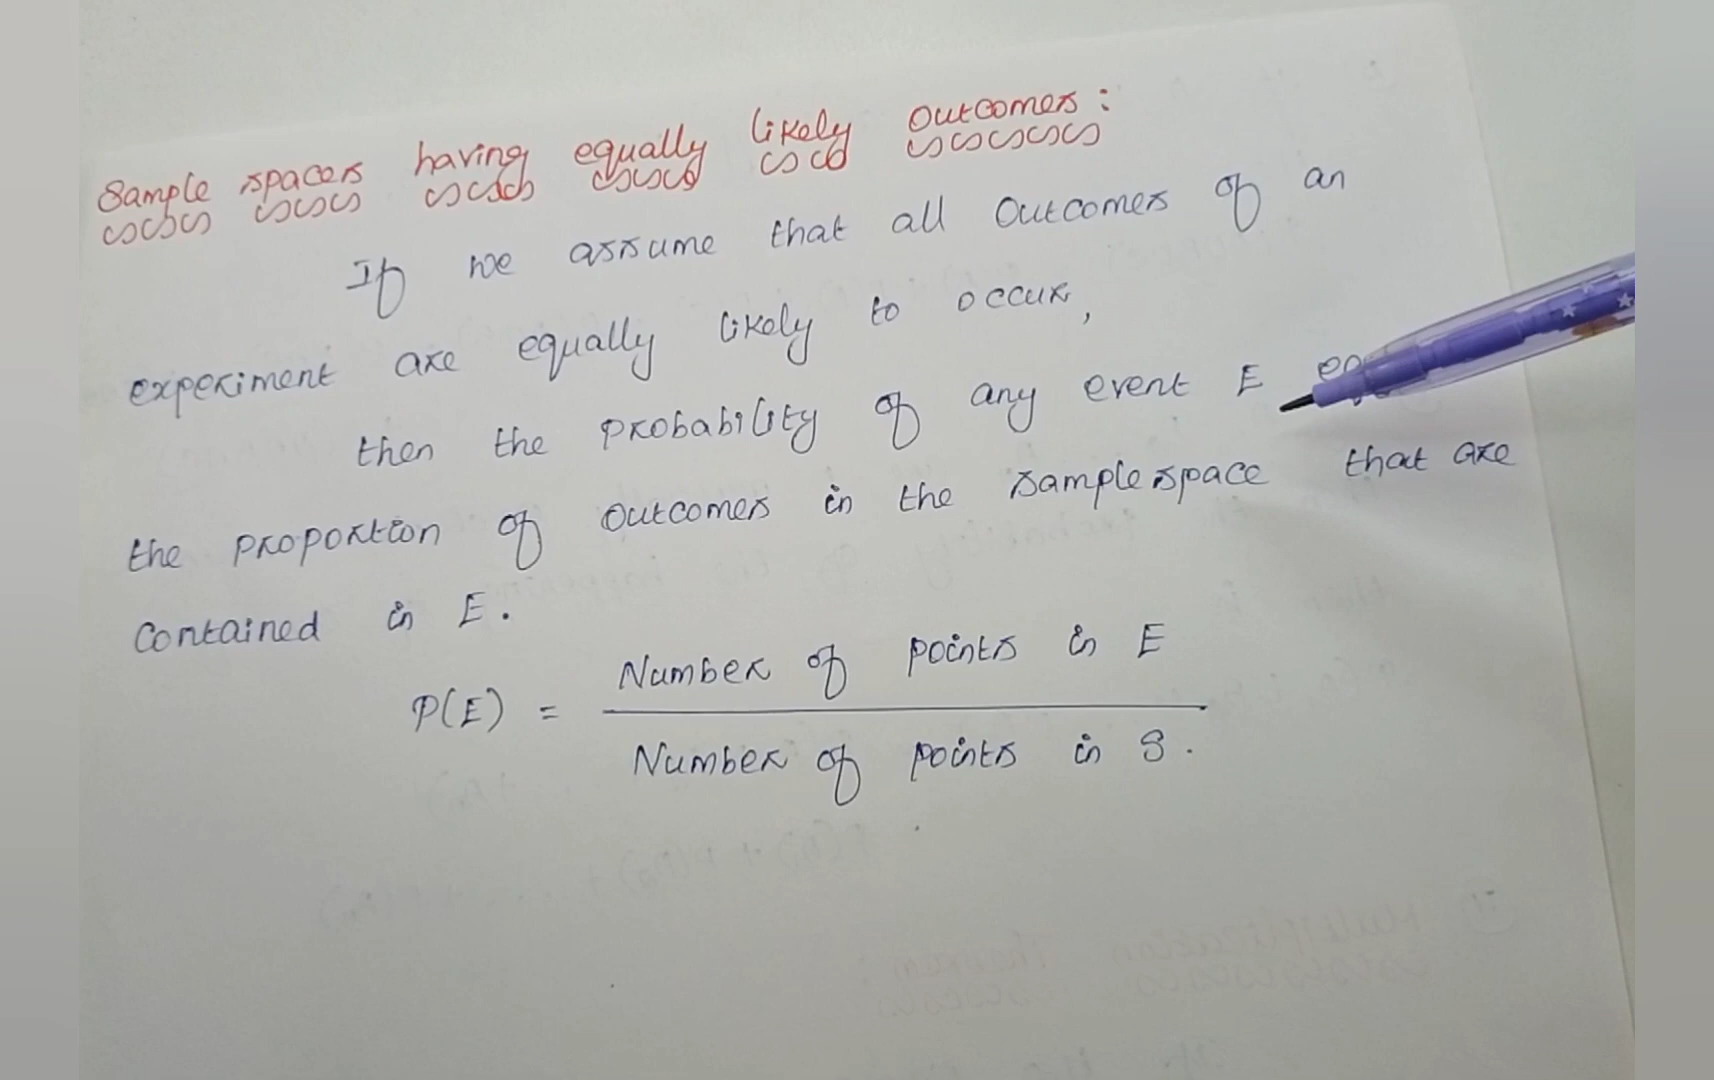 Sample spaces having equally likely outcomes:
If we assume that all outcomes of an
experiment are equally likely to occur,
then the probability of any event E
the proportion of outcomes in the sample space that are
contained in E.
P(E) = Number of points in E
Number of points in S.